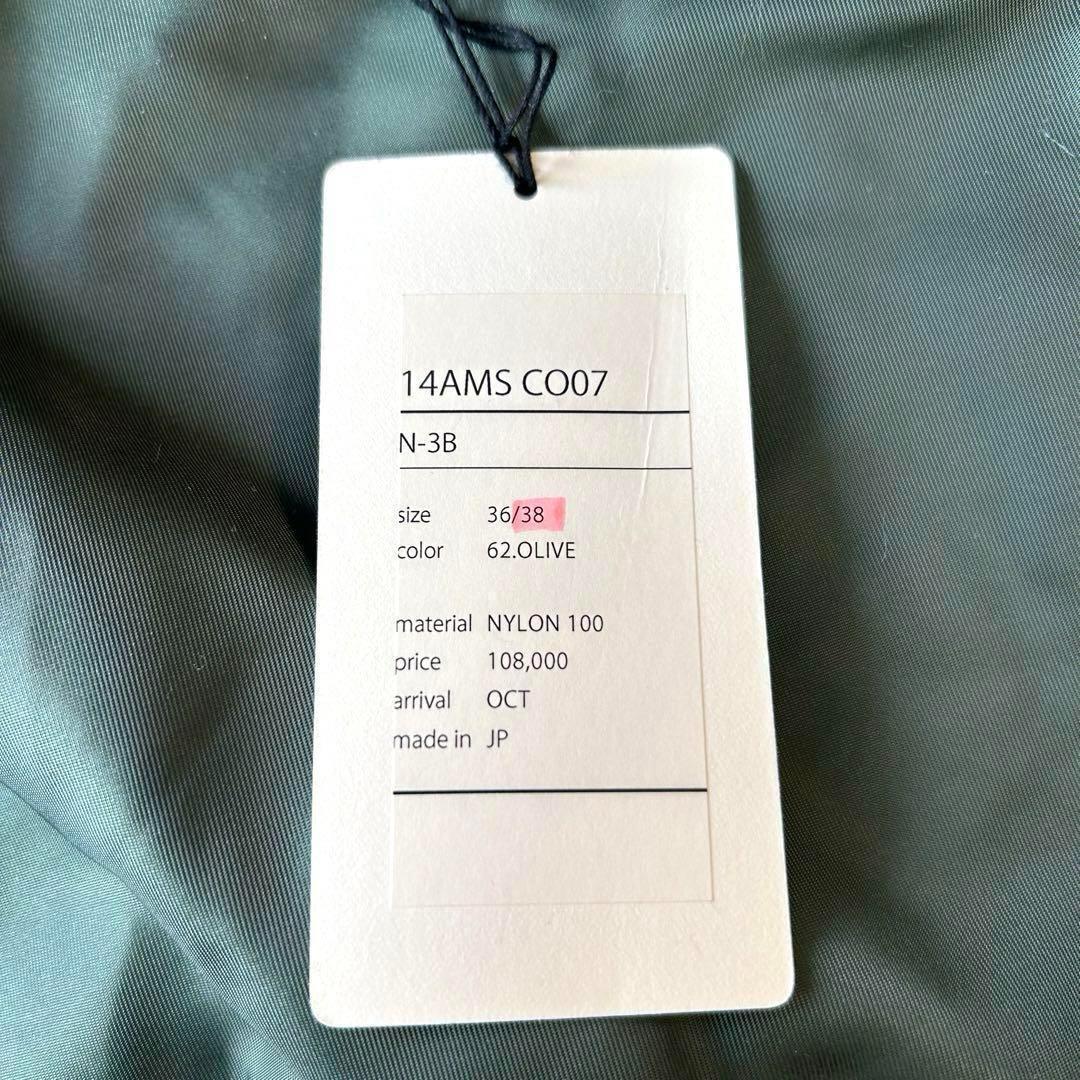 14AMS CO07
N-3B
size 36/38
color 62.OLIVE
material NYLON 100
price 108,000
arrival OCT
made in JP